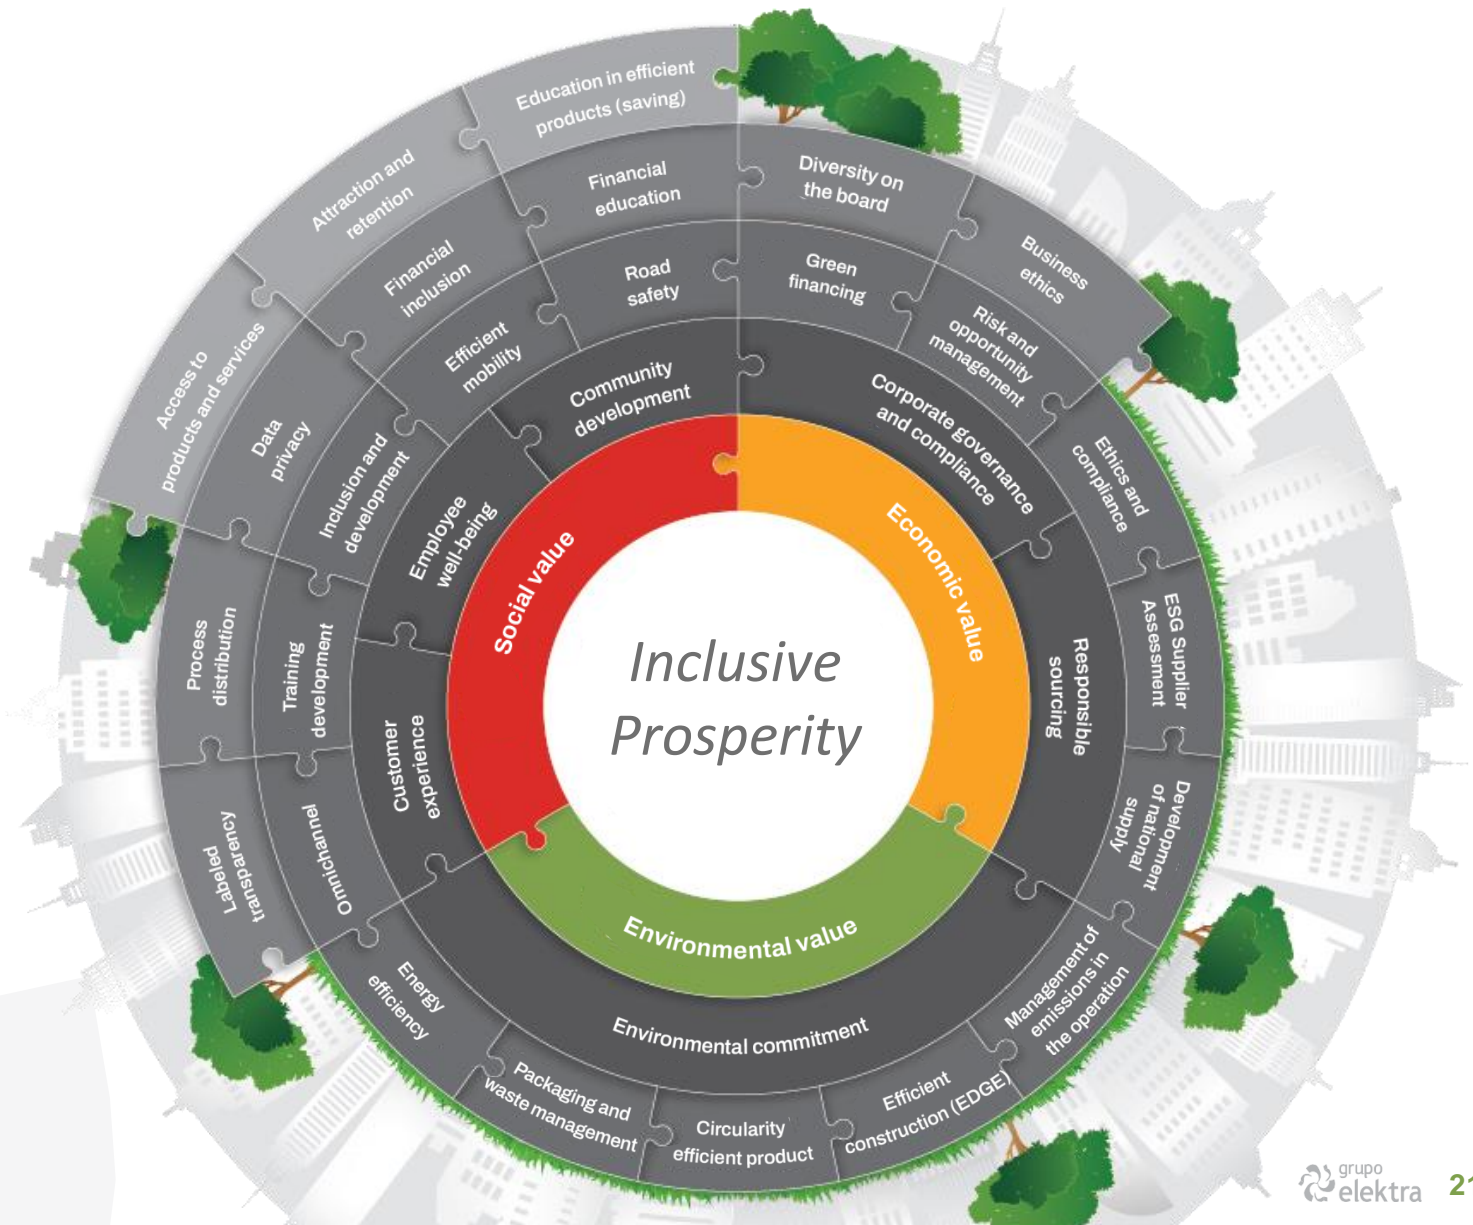 Education in efficient
products (saving)
Attraction and
retention
Access to
products and services
Financial
education
Financial
inclusion
Data
privacy
Process
distribution
Labeled
transparency
Road
safety
Efficient
mobility
Inclusion and
development
Training
development
Omnichannel
Community
development
Employee
well-being
Customer
experience
Social value
Diversity on
the board
Business
ethics
Green
financing
Risk and
opportunity
management
Ethics and
compliance
ESG Supplier
Assessment
Development
of national
supply
Corporate governance
and compliance
Responsible
sourcing
Economic value
Inclusive
Prosperity
Environmental value
Environmental commitment
Energy
efficiency
Packaging and
waste management
Circularity
efficient product
Efficient
construction (EDGE)
Management of
emissions in
the operation
grupo
elektra
21